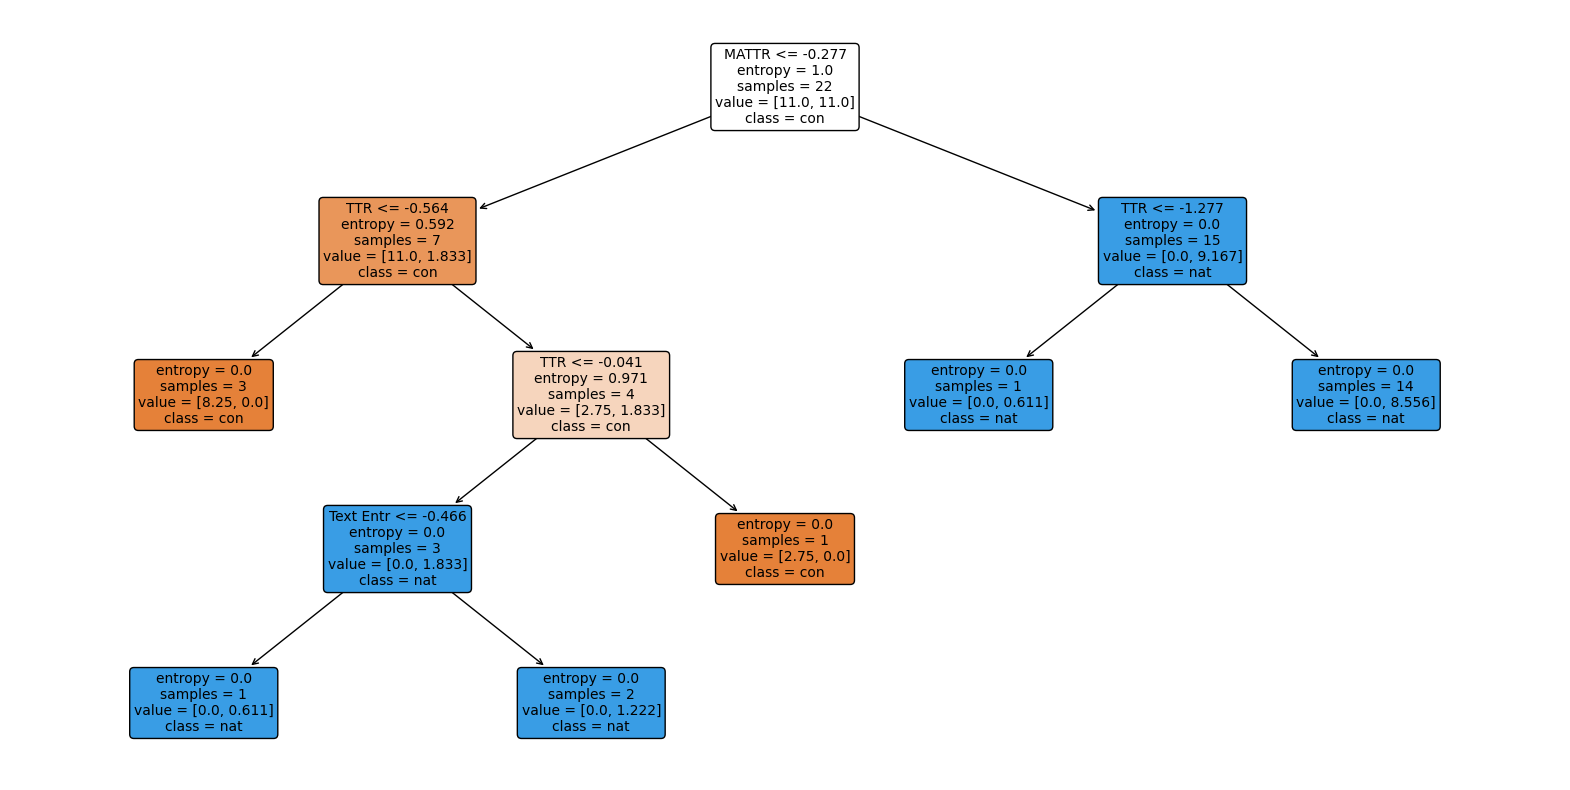 MATTR <= -0.277
entropy = 1.0
samples = 22
value = [11.0, 11.0]
class = con
TTR <= -0.564
entropy = 0.592
samples = 7
value = [11.0, 1.833]
class = con
TTR <= -1.277
entropy = 0.0
samples = 15
value = [0.0, 9.167]
class = nat
entropy = 0.0
samples = 3
value = [8.25, 0.0]
class = con
TTR <= -0.041
entropy = 0.971
samples = 4
value = [2.75, 1.833]
class = con
entropy = 0.0
samples = 1
value = [0.0, 0.611]
class = nat
entropy = 0.0
samples = 14
value = [0.0, 8.556]
class = nat
Text Entr <= -0.466
entropy = 0.0
samples = 3
value = [0.0, 1.833]
class = nat
entropy = 0.0
samples = 1
value = [2.75, 0.0]
class = con
entropy = 0.0
samples = 1
value = [0.0, 0.611]
class = nat
entropy = 0.0
samples = 2
value = [0.0, 1.222]
class = nat